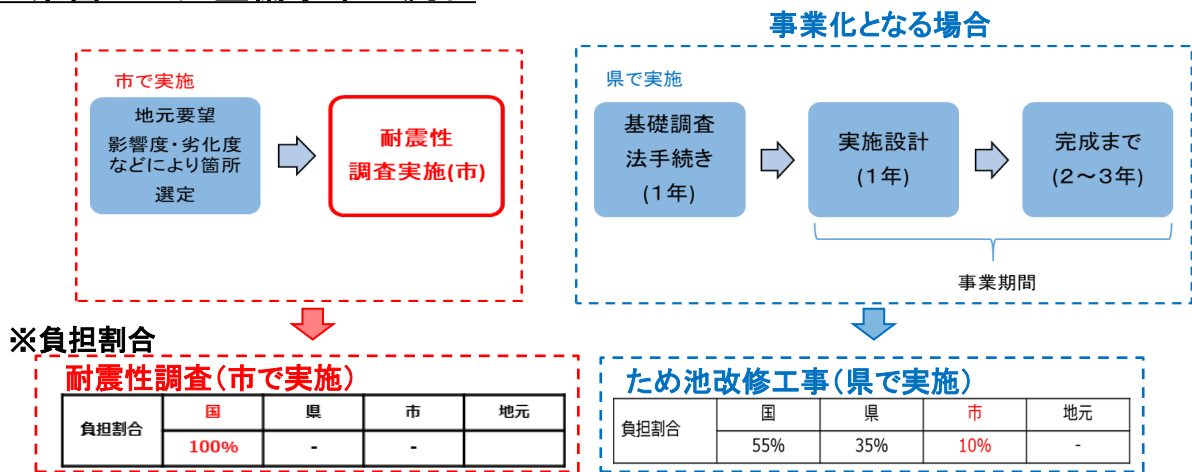 事業化となる場合
市で実施
地元要望
影響度・劣化度
などにより箇所
選定
耐震性
調査実施(市)
県で実施
基礎調査
法手続き
(1年)
実施設計
(1年)
完成まで
(2~3年)
事業期間
※負担割合
耐震性調査(市で実施)
負担割合 国 県 市 地元
100% - -
ため池改修工事(県で実施)
負担割合 国 県 市 地元
55% 35% 10% -